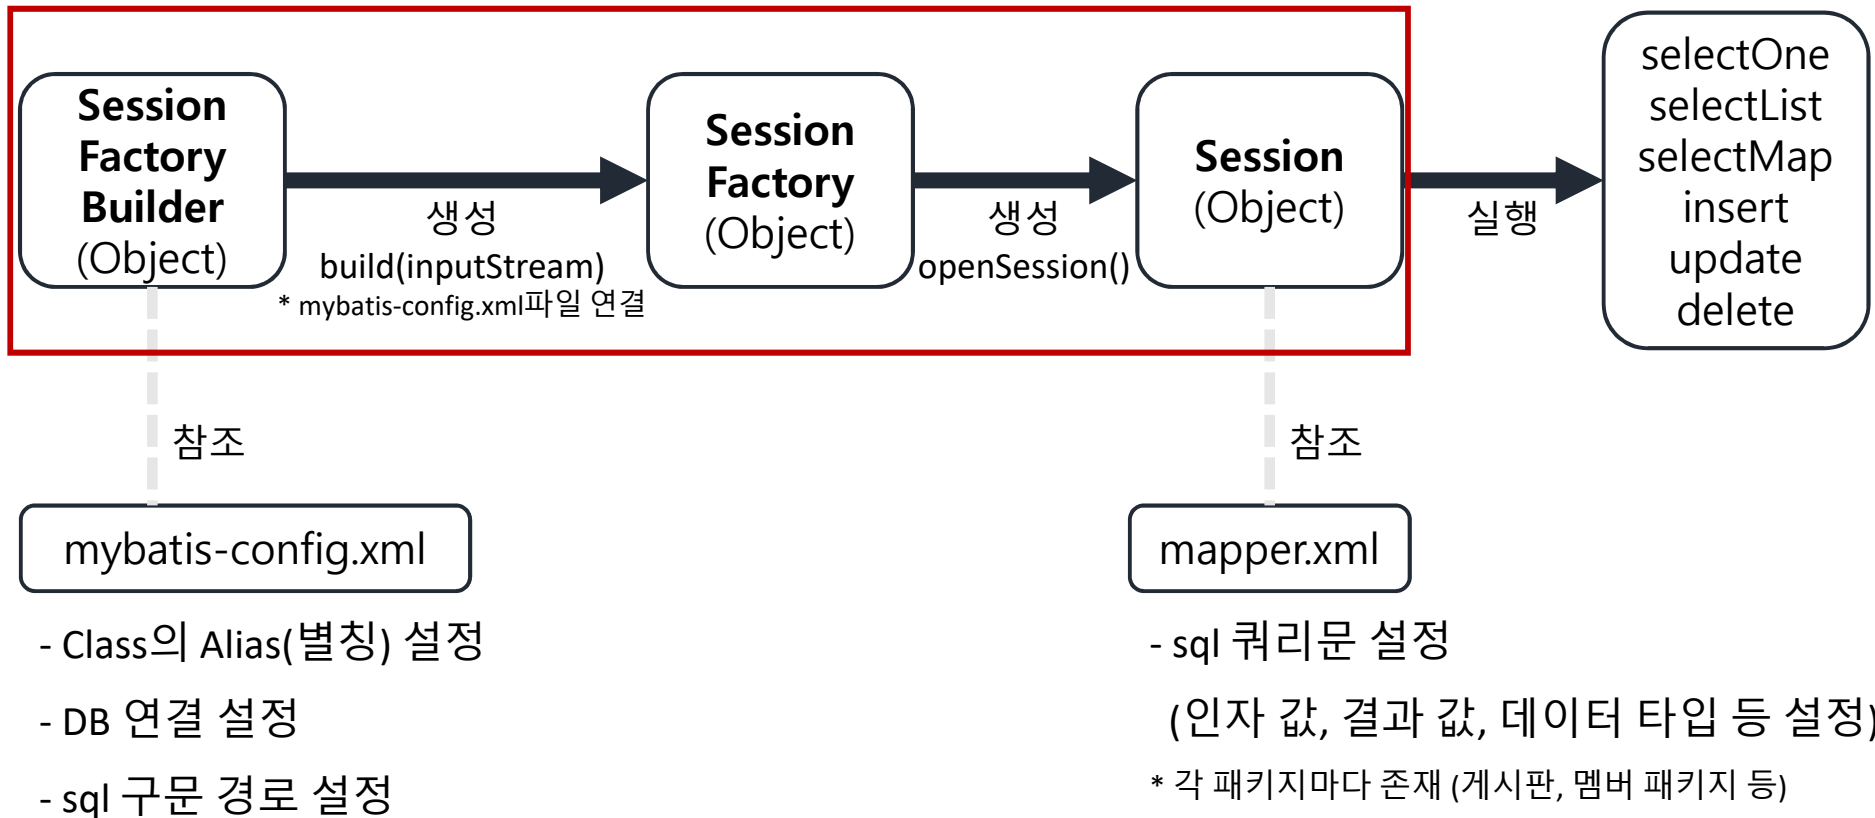 Session
Factory
Builder
(Object)
생성
build(inputStream)
* mybatis-config.xml파일 연결
Session
Factory
(Object)
생성
openSession()
Session
(Object)
실행
selectOne
selectList
selectMap
insert
update
delete
참조
참조
mybatis-config.xml
- Class의 Alias(별칭) 설정
- DB 연결 설정
- sql 구문 경로 설정
mapper.xml
- sql 쿼리문 설정
(인자 값, 결과 값, 데이터 타입 등 설정)
* 각 패키지마다 존재 (게시판, 멤버 패키지 등)